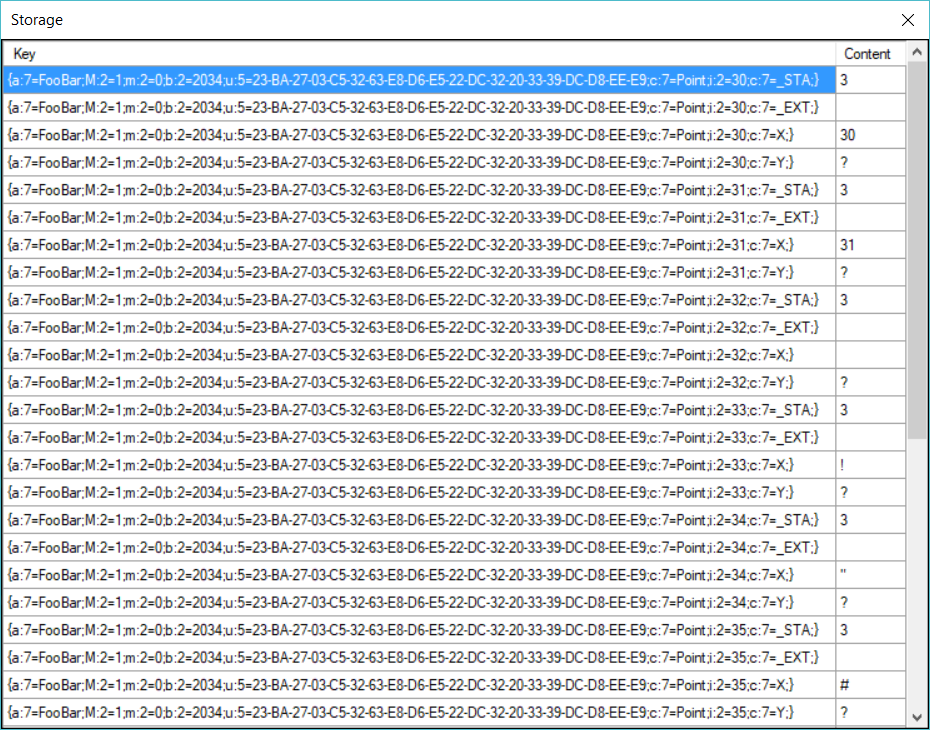 Storage
Key Content
{a:7=FooBar;M:2=1;m:2=0;b:2=2034;u:5=23-BA-27-03-C5-32-63-E8-D6-E5-22-DC-32-20-33-39-DC-D8-EE-E9;c:7=Point;i:2=30;c:7=_STA;} 3
{a:7=FooBar;M:2=1;m:2=0;b:2=2034;u:5=23-BA-27-03-C5-32-63-E8-D6-E5-22-DC-32-20-33-39-DC-D8-EE-E9;c:7=Point;i:2=30;c:7=_EXT;}
{a:7=FooBar;M:2=1;m:2=0;b:2=2034;u:5=23-BA-27-03-C5-32-63-E8-D6-E5-22-DC-32-20-33-39-DC-D8-EE-E9;c:7=Point;i:2=30;c:7=X;} 30
{a:7=FooBar;M:2=1;m:2=0;b:2=2034;u:5=23-BA-27-03-C5-32-63-E8-D6-E5-22-DC-32-20-33-39-DC-D8-EE-E9;c:7=Point;i:2=30;c:7=Y;} ?
{a:7=FooBar;M:2=1;m:2=0;b:2=2034;u:5=23-BA-27-03-C5-32-63-E8-D6-E5-22-DC-32-20-33-39-DC-D8-EE-E9;c:7=Point;i:2=31;c:7=_STA;} 3
{a:7=FooBar;M:2=1;m:2=0;b:2=2034;u:5=23-BA-27-03-C5-32-63-E8-D6-E5-22-DC-32-20-33-39-DC-D8-EE-E9;c:7=Point;i:2=31;c:7=_EXT;}
{a:7=FooBar;M:2=1;m:2=0;b:2=2034;u:5=23-BA-27-03-C5-32-63-E8-D6-E5-22-DC-32-20-33-39-DC-D8-EE-E9;c:7=Point;i:2=31;c:7=X;} 31
{a:7=FooBar;M:2=1;m:2=0;b:2=2034;u:5=23-BA-27-03-C5-32-63-E8-D6-E5-22-DC-32-20-33-39-DC-D8-EE-E9;c:7=Point;i:2=31;c:7=Y;} ?
{a:7=FooBar;M:2=1;m:2=0;b:2=2034;u:5=23-BA-27-03-C5-32-63-E8-D6-E5-22-DC-32-20-33-39-DC-D8-EE-E9;c:7=Point;i:2=32;c:7=_STA;} 3
{a:7=FooBar;M:2=1;m:2=0;b:2=2034;u:5=23-BA-27-03-C5-32-63-E8-D6-E5-22-DC-32-20-33-39-DC-D8-EE-E9;c:7=Point;i:2=32;c:7=_EXT;}
{a:7=FooBar;M:2=1;m:2=0;b:2=2034;u:5=23-BA-27-03-C5-32-63-E8-D6-E5-22-DC-32-20-33-39-DC-D8-EE-E9;c:7=Point;i:2=32;c:7=X;}
{a:7=FooBar;M:2=1;m:2=0;b:2=2034;u:5=23-BA-27-03-C5-32-63-E8-D6-E5-22-DC-32-20-33-39-DC-D8-EE-E9;c:7=Point;i:2=32;c:7=Y;} ?
{a:7=FooBar;M:2=1;m:2=0;b:2=2034;u:5=23-BA-27-03-C5-32-63-E8-D6-E5-22-DC-32-20-33-39-DC-D8-EE-E9;c:7=Point;i:2=33;c:7=_STA;} 3
{a:7=FooBar;M:2=1;m:2=0;b:2=2034;u:5=23-BA-27-03-C5-32-63-E8-D6-E5-22-DC-32-20-33-39-DC-D8-EE-E9;c:7=Point;i:2=33;c:7=_EXT;}
{a:7=FooBar;M:2=1;m:2=0;b:2=2034;u:5=23-BA-27-03-C5-32-63-E8-D6-E5-22-DC-32-20-33-39-DC-D8-EE-E9;c:7=Point;i:2=33;c:7=X;} !
{a:7=FooBar;M:2=1;m:2=0;b:2=2034;u:5=23-BA-27-03-C5-32-63-E8-D6-E5-22-DC-32-20-33-39-DC-D8-EE-E9;c:7=Point;i:2=33;c:7=Y;} ?
{a:7=FooBar;M:2=1;m:2=0;b:2=2034;u:5=23-BA-27-03-C5-32-63-E8-D6-E5-22-DC-32-20-33-39-DC-D8-EE-E9;c:7=Point;i:2=34;c:7=_STA;} 3
{a:7=FooBar;M:2=1;m:2=0;b:2=2034;u:5=23-BA-27-03-C5-32-63-E8-D6-E5-22-DC-32-20-33-39-DC-D8-EE-E9;c:7=Point;i:2=34;c:7=_EXT;}
{a:7=FooBar;M:2=1;m:2=0;b:2=2034;u:5=23-BA-27-03-C5-32-63-E8-D6-E5-22-DC-32-20-33-39-DC-D8-EE-E9;c:7=Point;i:2=34;c:7=X;} "
{a:7=FooBar;M:2=1;m:2=0;b:2=2034;u:5=23-BA-27-03-C5-32-63-E8-D6-E5-22-DC-32-20-33-39-DC-D8-EE-E9;c:7=Point;i:2=34;c:7=Y;} ?
{a:7=FooBar;M:2=1;m:2=0;b:2=2034;u:5=23-BA-27-03-C5-32-63-E8-D6-E5-22-DC-32-20-33-39-DC-D8-EE-E9;c:7=Point;i:2=35;c:7=_STA;} 3
{a:7=FooBar;M:2=1;m:2=0;b:2=2034;u:5=23-BA-27-03-C5-32-63-E8-D6-E5-22-DC-32-20-33-39-DC-D8-EE-E9;c:7=Point;i:2=35;c:7=_EXT;}
{a:7=FooBar;M:2=1;m:2=0;b:2=2034;u:5=23-BA-27-03-C5-32-63-E8-D6-E5-22-DC-32-20-33-39-DC-D8-EE-E9;c:7=Point;i:2=35;c:7=X;} #
{a:7=FooBar;M:2=1;m:2=0;b:2=2034;u:5=23-BA-27-03-C5-32-63-E8-D6-E5-22-DC-32-20-33-39-DC-D8-EE-E9;c:7=Point;i:2=35;c:7=Y;} ?